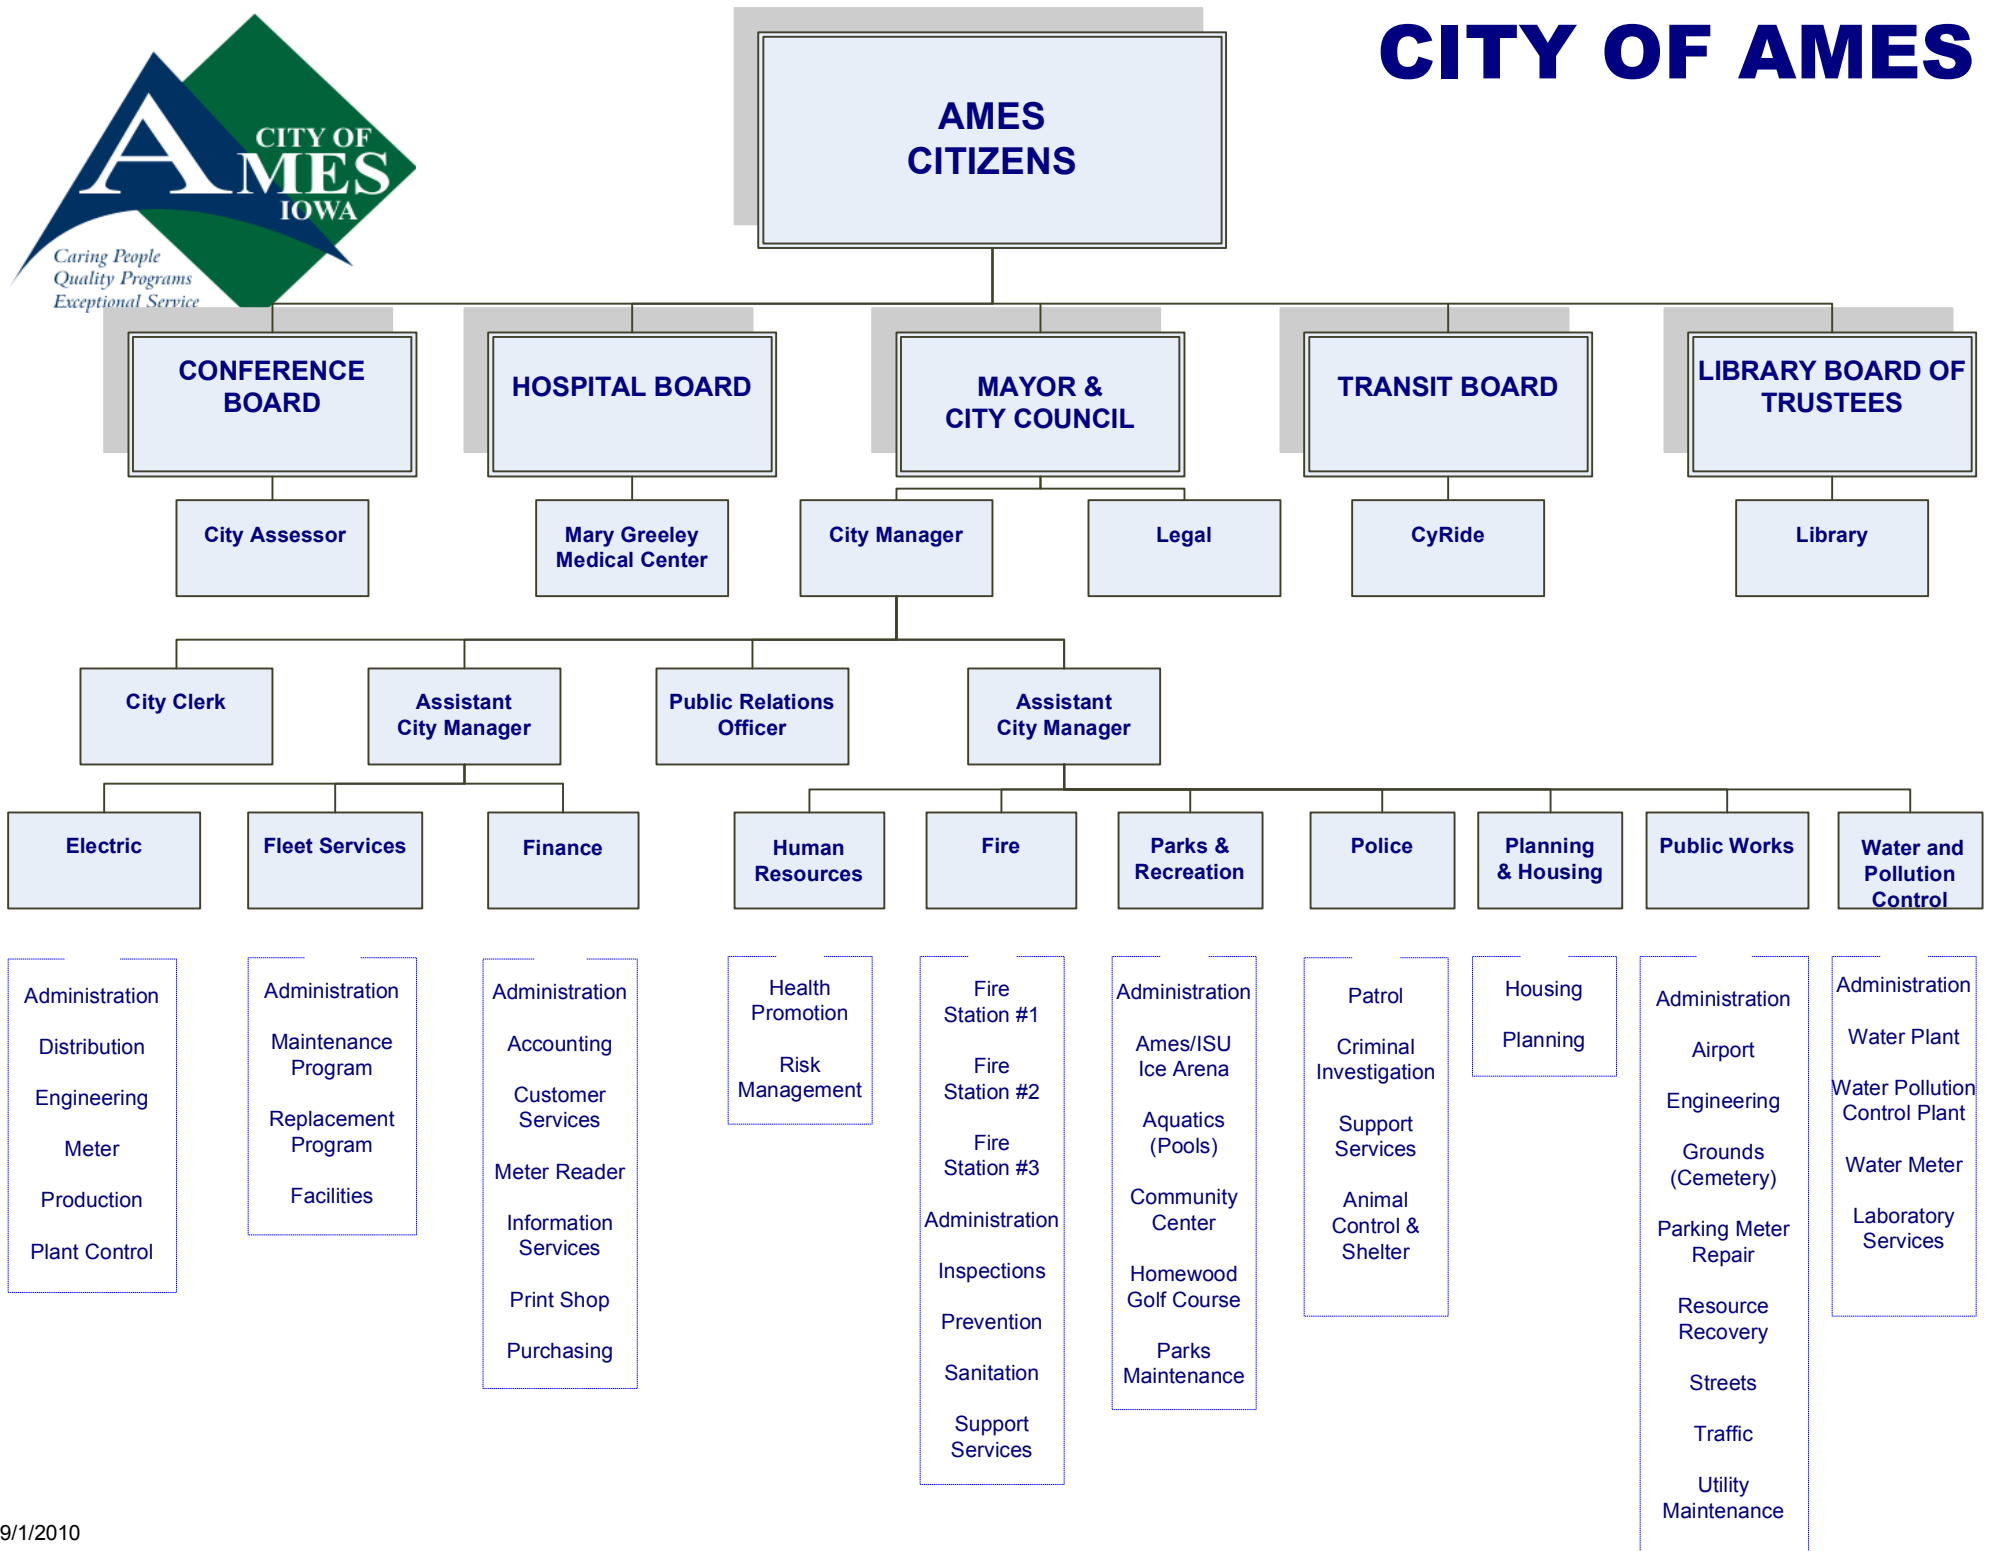 CITY OF AMES
CITY OF
AMES
IOWA
Caring People
Quality Programs
Exceptional Service
AMES
CITIZENS
CONFERENCE
BOARD
HOSPITAL BOARD
MAYOR &
CITY COUNCIL
TRANSIT BOARD
LIBRARY BOARD OF
TRUSTEES
City Assessor
Mary Greeley
Medical Center
City Manager
Legal
CyRide
Library
City Clerk
Assistant
City Manager
Public Relations
Officer
Assistant
City Manager
Electric
Fleet Services
Finance
Human
Resources
Fire
Parks &
Recreation
Police
Planning
& Housing
Public Works
Water and
Pollution
Control
Administration
Distribution
Engineering
Meter
Production
Plant Control
Administration
Maintenance
Program
Replacement
Program
Facilities
Administration
Accounting
Customer
Services
Meter Reader
Information
Services
Print Shop
Purchasing
Health
Promotion
Risk
Management
Fire
Station #1
Fire
Station #2
Fire
Station #3
Administration
Inspections
Prevention
Sanitation
Support
Services
Administration
Ames/ISU
Ice Arena
Aquatics
(Pools)
Community
Center
Homewood
Golf Course
Parks
Maintenance
Patrol
Criminal
Investigation
Support
Services
Animal
Control &
Shelter
Housing
Planning
Administration
Airport
Engineering
Grounds
(Cemetery)
Parking Meter
Repair
Resource
Recovery
Streets
Traffic
Utility
Maintenance
Administration
Water Plant
Water Pollution
Control Plant
Water Meter
Laboratory
Services
9/1/2010